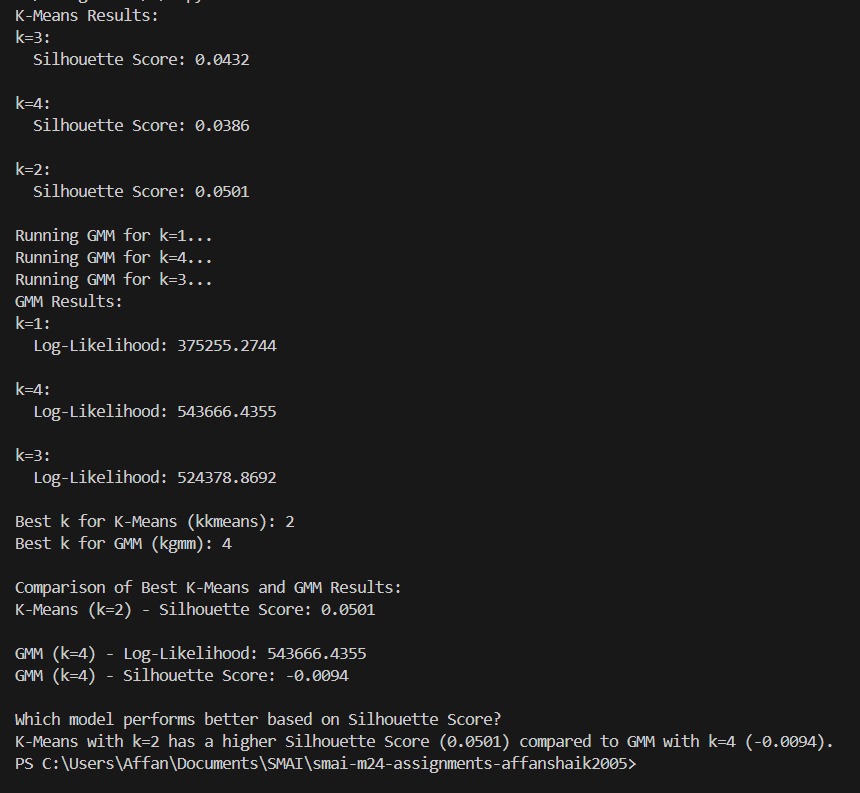 K-Means Results:
k=3:
  Silhouette Score: 0.0432

k=4:
  Silhouette Score: 0.0386

k=2:
  Silhouette Score: 0.0501

Running GMM for k=1...
Running GMM for k=4...
Running GMM for k=3...
GMM Results:
k=1:
  Log-Likelihood: 375255.2744

k=4:
  Log-Likelihood: 543666.4355

k=3:
  Log-Likelihood: 524378.8692

Best k for K-Means (kkmeans): 2
Best k for GMM (kgmm): 4

Comparison of Best K-Means and GMM Results:
K-Means (k=2) - Silhouette Score: 0.0501

GMM (k=4) - Log-Likelihood: 543666.4355
GMM (k=4) - Silhouette Score: -0.0094

Which model performs better based on Silhouette Score?
K-Means with k=2 has a higher Silhouette Score (0.0501) compared to GMM with k=4 (-0.0094).
PS C:\Users\Affan\Documents\SMAI\smai-m24-assignments-affanshaik2005>